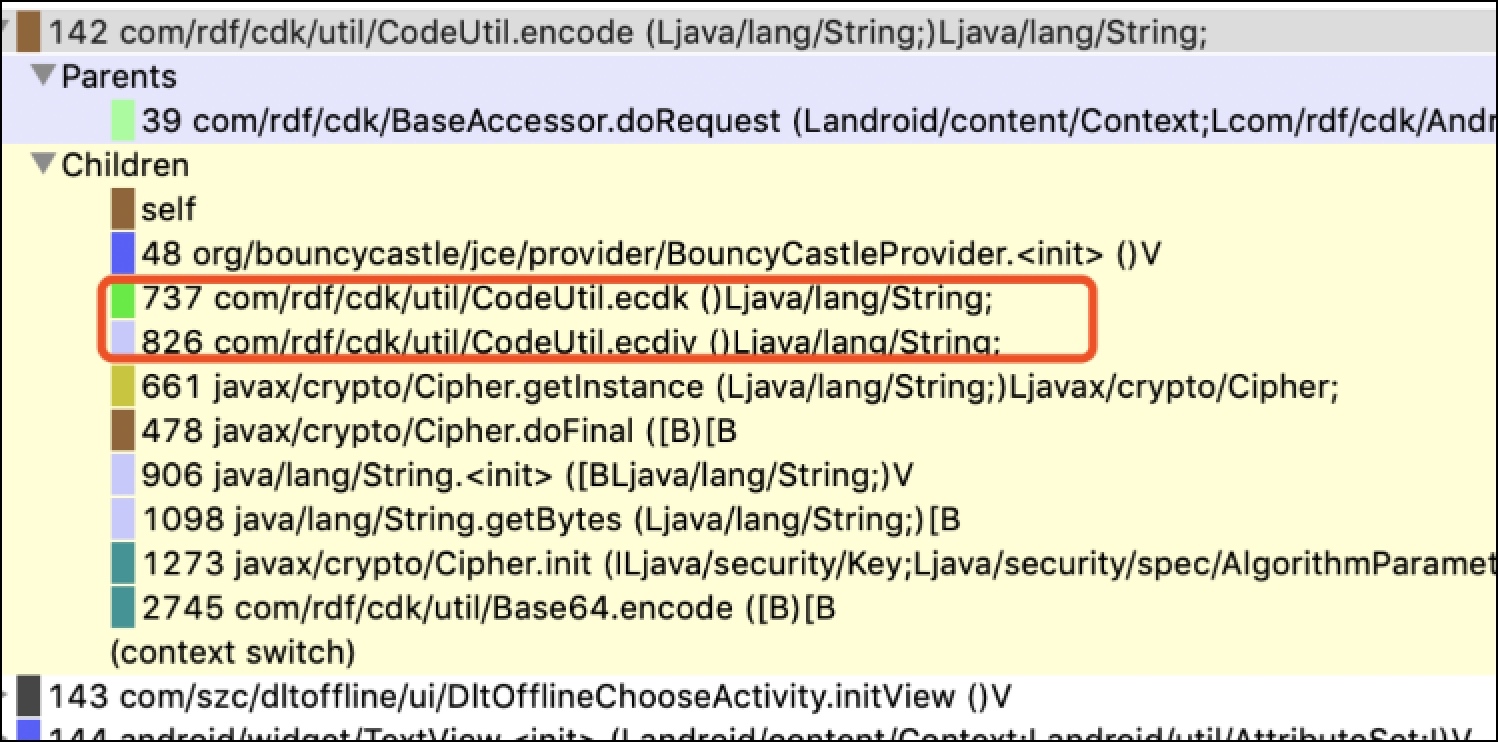 142 com/rdf/cdk/util/CodeUtil.encode (Ljava/lang/String;)Ljava/lang/String;
Parents
39 com/rdf/cdk/BaseAccessor.doRequest (Landroid/content/Context;Lcom/rdf/cdk/Andr
Children
self
48 org/bouncycastle/jce/provider/BouncyCastleProvider.<init> ()V
737 com/rdf/cdk/util/CodeUtil.ecdk ()Ljava/lang/String;
826 com/rdf/cdk/util/CodeUtil.ecdiv ()Ljava/lang/String;
661 javax/crypto/Cipher.getInstance (Ljava/lang/String;)Ljavax/crypto/Cipher;
478 javax/crypto/Cipher.doFinal ([B)[B
906 java/lang/String.<init> ([BLjava/lang/String;)V
1098 java/lang/String.getBytes (Ljava/lang/String;)[B
1273 javax/crypto/Cipher.init (ILjava/security/Key;Ljava/security/spec/AlgorithmParamet
2745 com/rdf/cdk/util/Base64.encode ([B)[B
(context switch)
143 com/szc/dltoffline/ui/DltOfflineChooseActivity.initView ()V
144 android/widget/TextView.<init> (Landroid/content/Context;Landroid/util/AttributeSet;I)V